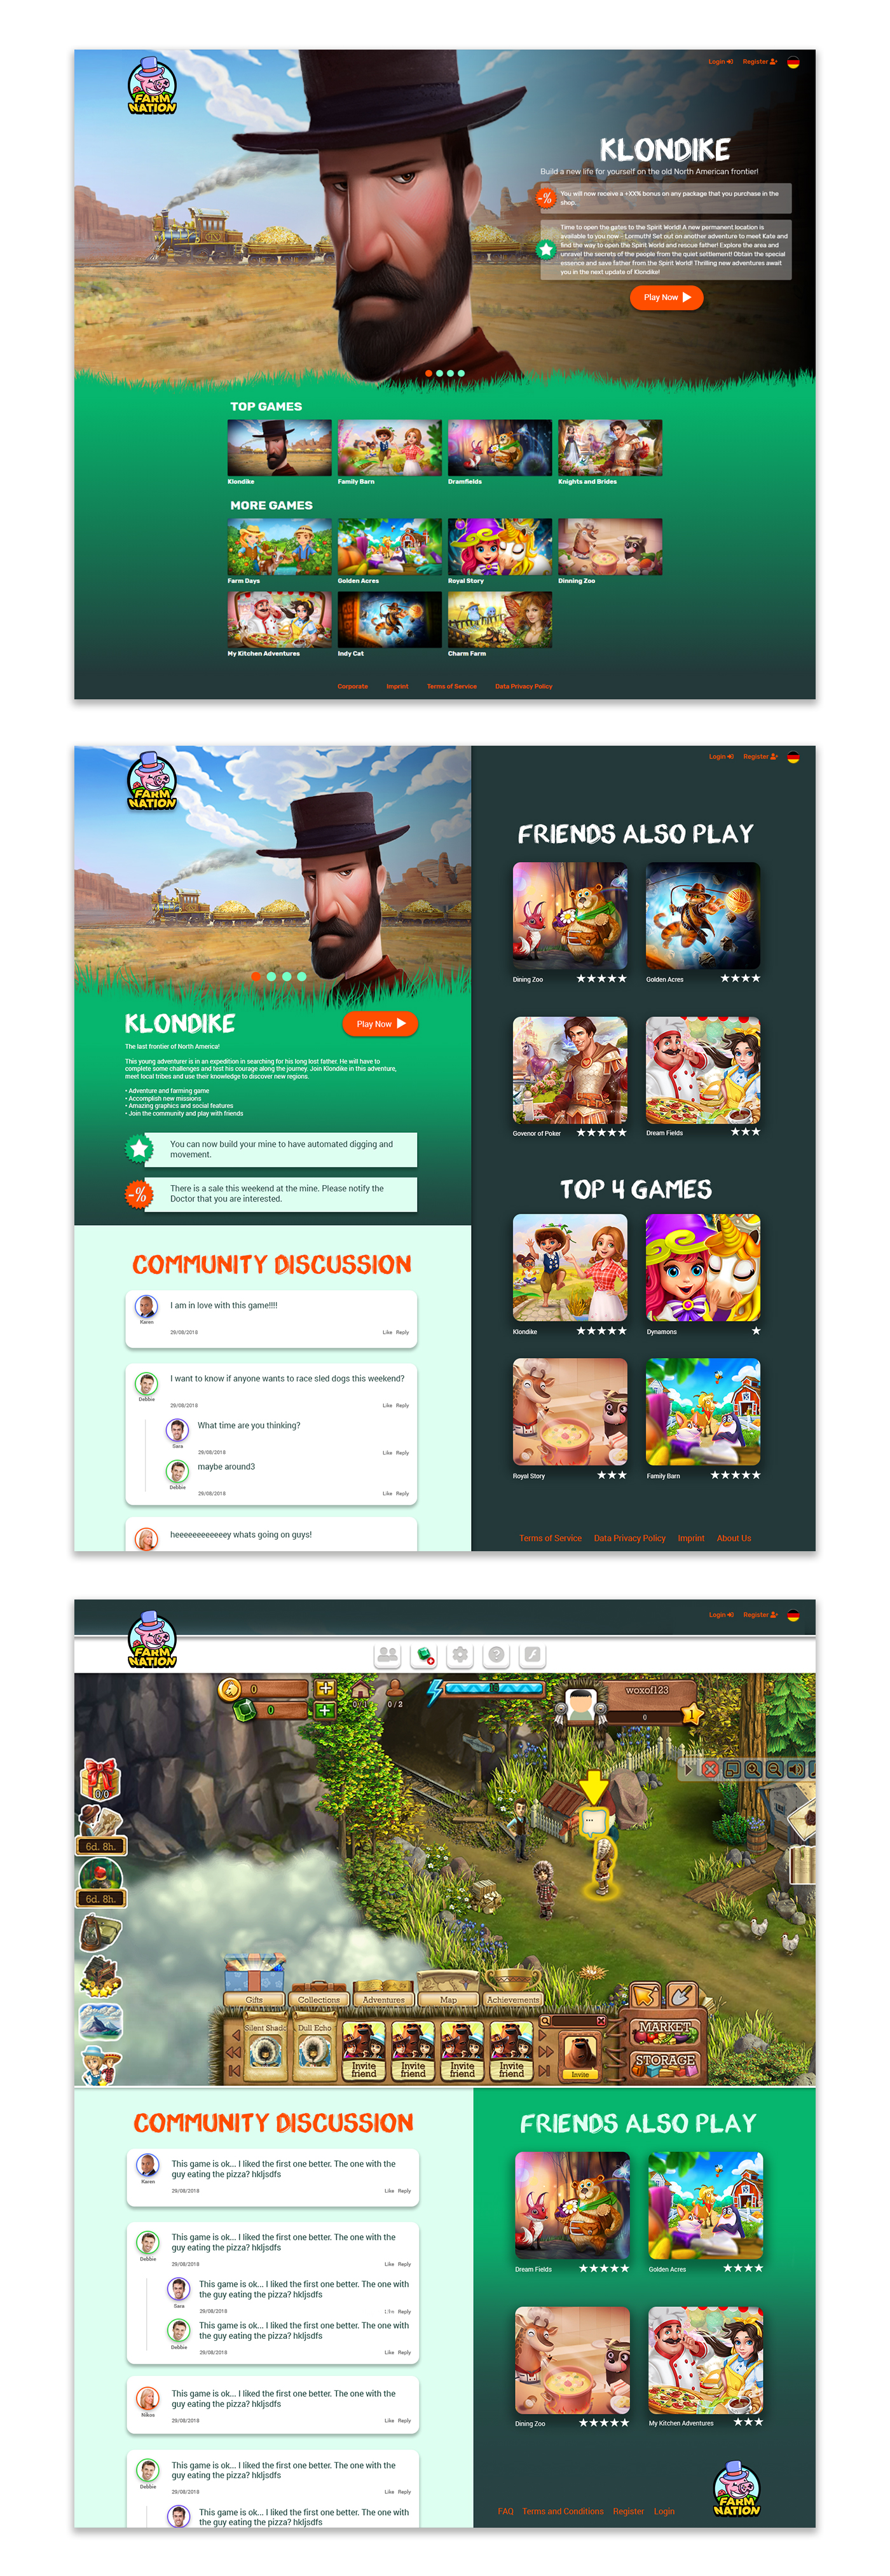 FARM
NATION
Login
Register
KLONDIKE
Build a new life for yourself on the old North American frontier!
-%
You will now receive a +XX% bonus on any package that you purchase in the
shop.
Time to open the gates to the Spirit World! A new permanent location is
available to you now - Lormuth! Set out on another adventure to meet Kate and
find the way to open the Spirit World and rescue father! Explore the area and
unravel the secrets of the people from the quiet settlement! Obtain the special
essence and save father from the Spirit World! Thrilling new adventures await
you in the next update of Klondike!
Play Now
TOP GAMES
Klondike
Family Barn
Dramfields
Knights and Brides
MORE GAMES
Farm Days
Golden Acres
Royal Story
Dinning Zoo
My Kitchen Adventures
Indy Cat
Charm Farm
Corporate
Imprint
Terms of Service
Data Privacy Policy
FARM
NATION
Login
Register
KLONDIKE
Play Now
The last frontier of North America!
This young adventurer is in an expedition in searching for his long lost father. He will have to
complete some challenges and test his courage along the journey. Join Klondike in this adventure,
meet local tribes and use their knowledge to discover new regions.
• Adventure and farming game
• Accomplish new missions
• Amazing graphics and social features
• Join the community and play with friends
You can now build your mine to have automated digging and
movement.
-%
There is a sale this weekend at the mine. Please notify the
Doctor that you are interested.
COMMUNITY DISCUSSION
I am in love with this game!!!!
Karen
29/08/2018
Like Reply
I want to know if anyone wants to race sled dogs this weekend?
Debbie
29/08/2018
Like Reply
What time are you thinking?
Sara
29/08/2018
Like Reply
maybe around3
Debbie
29/08/2018
Like Reply
heeeeeeeeeeey whats going on guys!
FRIENDS ALSO PLAY
Dining Zoo
Golden Acres
Govenor of Poker
Dream Fields
TOP 4 GAMES
Klondike
Dynamons
Royal Story
Family Barn
Terms of Service
Data Privacy Policy
Imprint
About Us
Login
Register
FARM
NATION
0
0
0 / 2
woxof123
0
1
00
6d. 8h.
6d. 8h.
Gifts
Collections
Adventures
Map
Achievements
Dull Echo
Invite
friend
Invite
friend
Invite
friend
Invite
friend
Invite
MARKET
STORAGE
COMMUNITY DISCUSSION
This game is ok... I liked the first one better. The one with the
guy eating the pizza? hkljsdfs
Karen
29/08/2018
Like Reply
This game is ok... I liked the first one better. The one with the
guy eating the pizza? hkljsdfs
Debbie
29/08/2018
Like Reply
This game is ok... I liked the first one better. The one with
the guy eating the pizza? hkljsdfs
Sara
29/08/2018
Reply
This game is ok... I liked the first one better. The one with
the guy eating the pizza? hkljsdfs
Debbie
29/08/2018
Like Reply
This game is ok... I liked the first one better. The one with the
guy eating the pizza? hkljsdfs
Nikos
29/08/2018
Like Reply
This game is ok... I liked the first one better. The one with the
guy eating the pizza? hkljsdfs
Debbie
29/08/2018
Like Reply
This game is ok... I liked the first one better. The one with
the guy eating the pizza? hkljsdfs
FRIENDS ALSO PLAY
Dream Fields
Golden Acres
Dining Zoo
My Kitchen Adventures
FAQ
Terms and Conditions
Register
Login
FARM
NATION